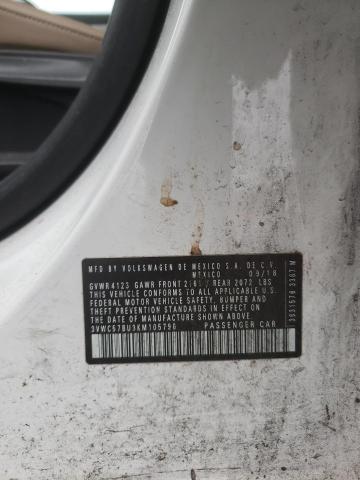 MFD BY VOLKSWAGEN DE MEXICO S.A. DE C.V.
MEXICO 09/18
GVWR 4123 GAWR FRONT REAR 2072 LBS
THIS VEHICLE CONFORMS TO ALL APPLICABLE U.S.
FEDERAL MOTOR VEHICLE SAFETY, BUMPER AND
THEFT PREVENTION STANDARDS IN EFFECT
ON THE DATE OF MANUFACTURE SHOWN ABOVE
3VWC57BU3KM105790 PASSENGER CAR